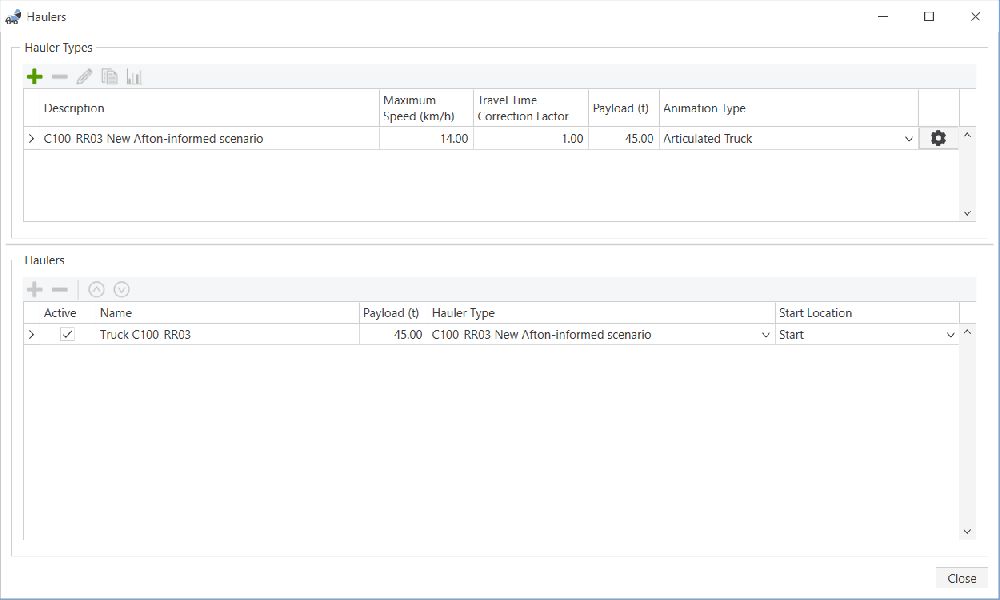 Haulers
Hauler Types
Description
Maximum
Speed (km/h)
Travel Time
Correction Factor
Payload (t)
Animation Type
C100 RR03 New Afton-informed scenario
14.00
1.00
45.00
Articulated Truck
Haulers
Active
Name
Payload (t)
Hauler Type
Start Location
Truck C100 RR03
45.00
C100 RR03 New Afton-informed scenario
Start
Close